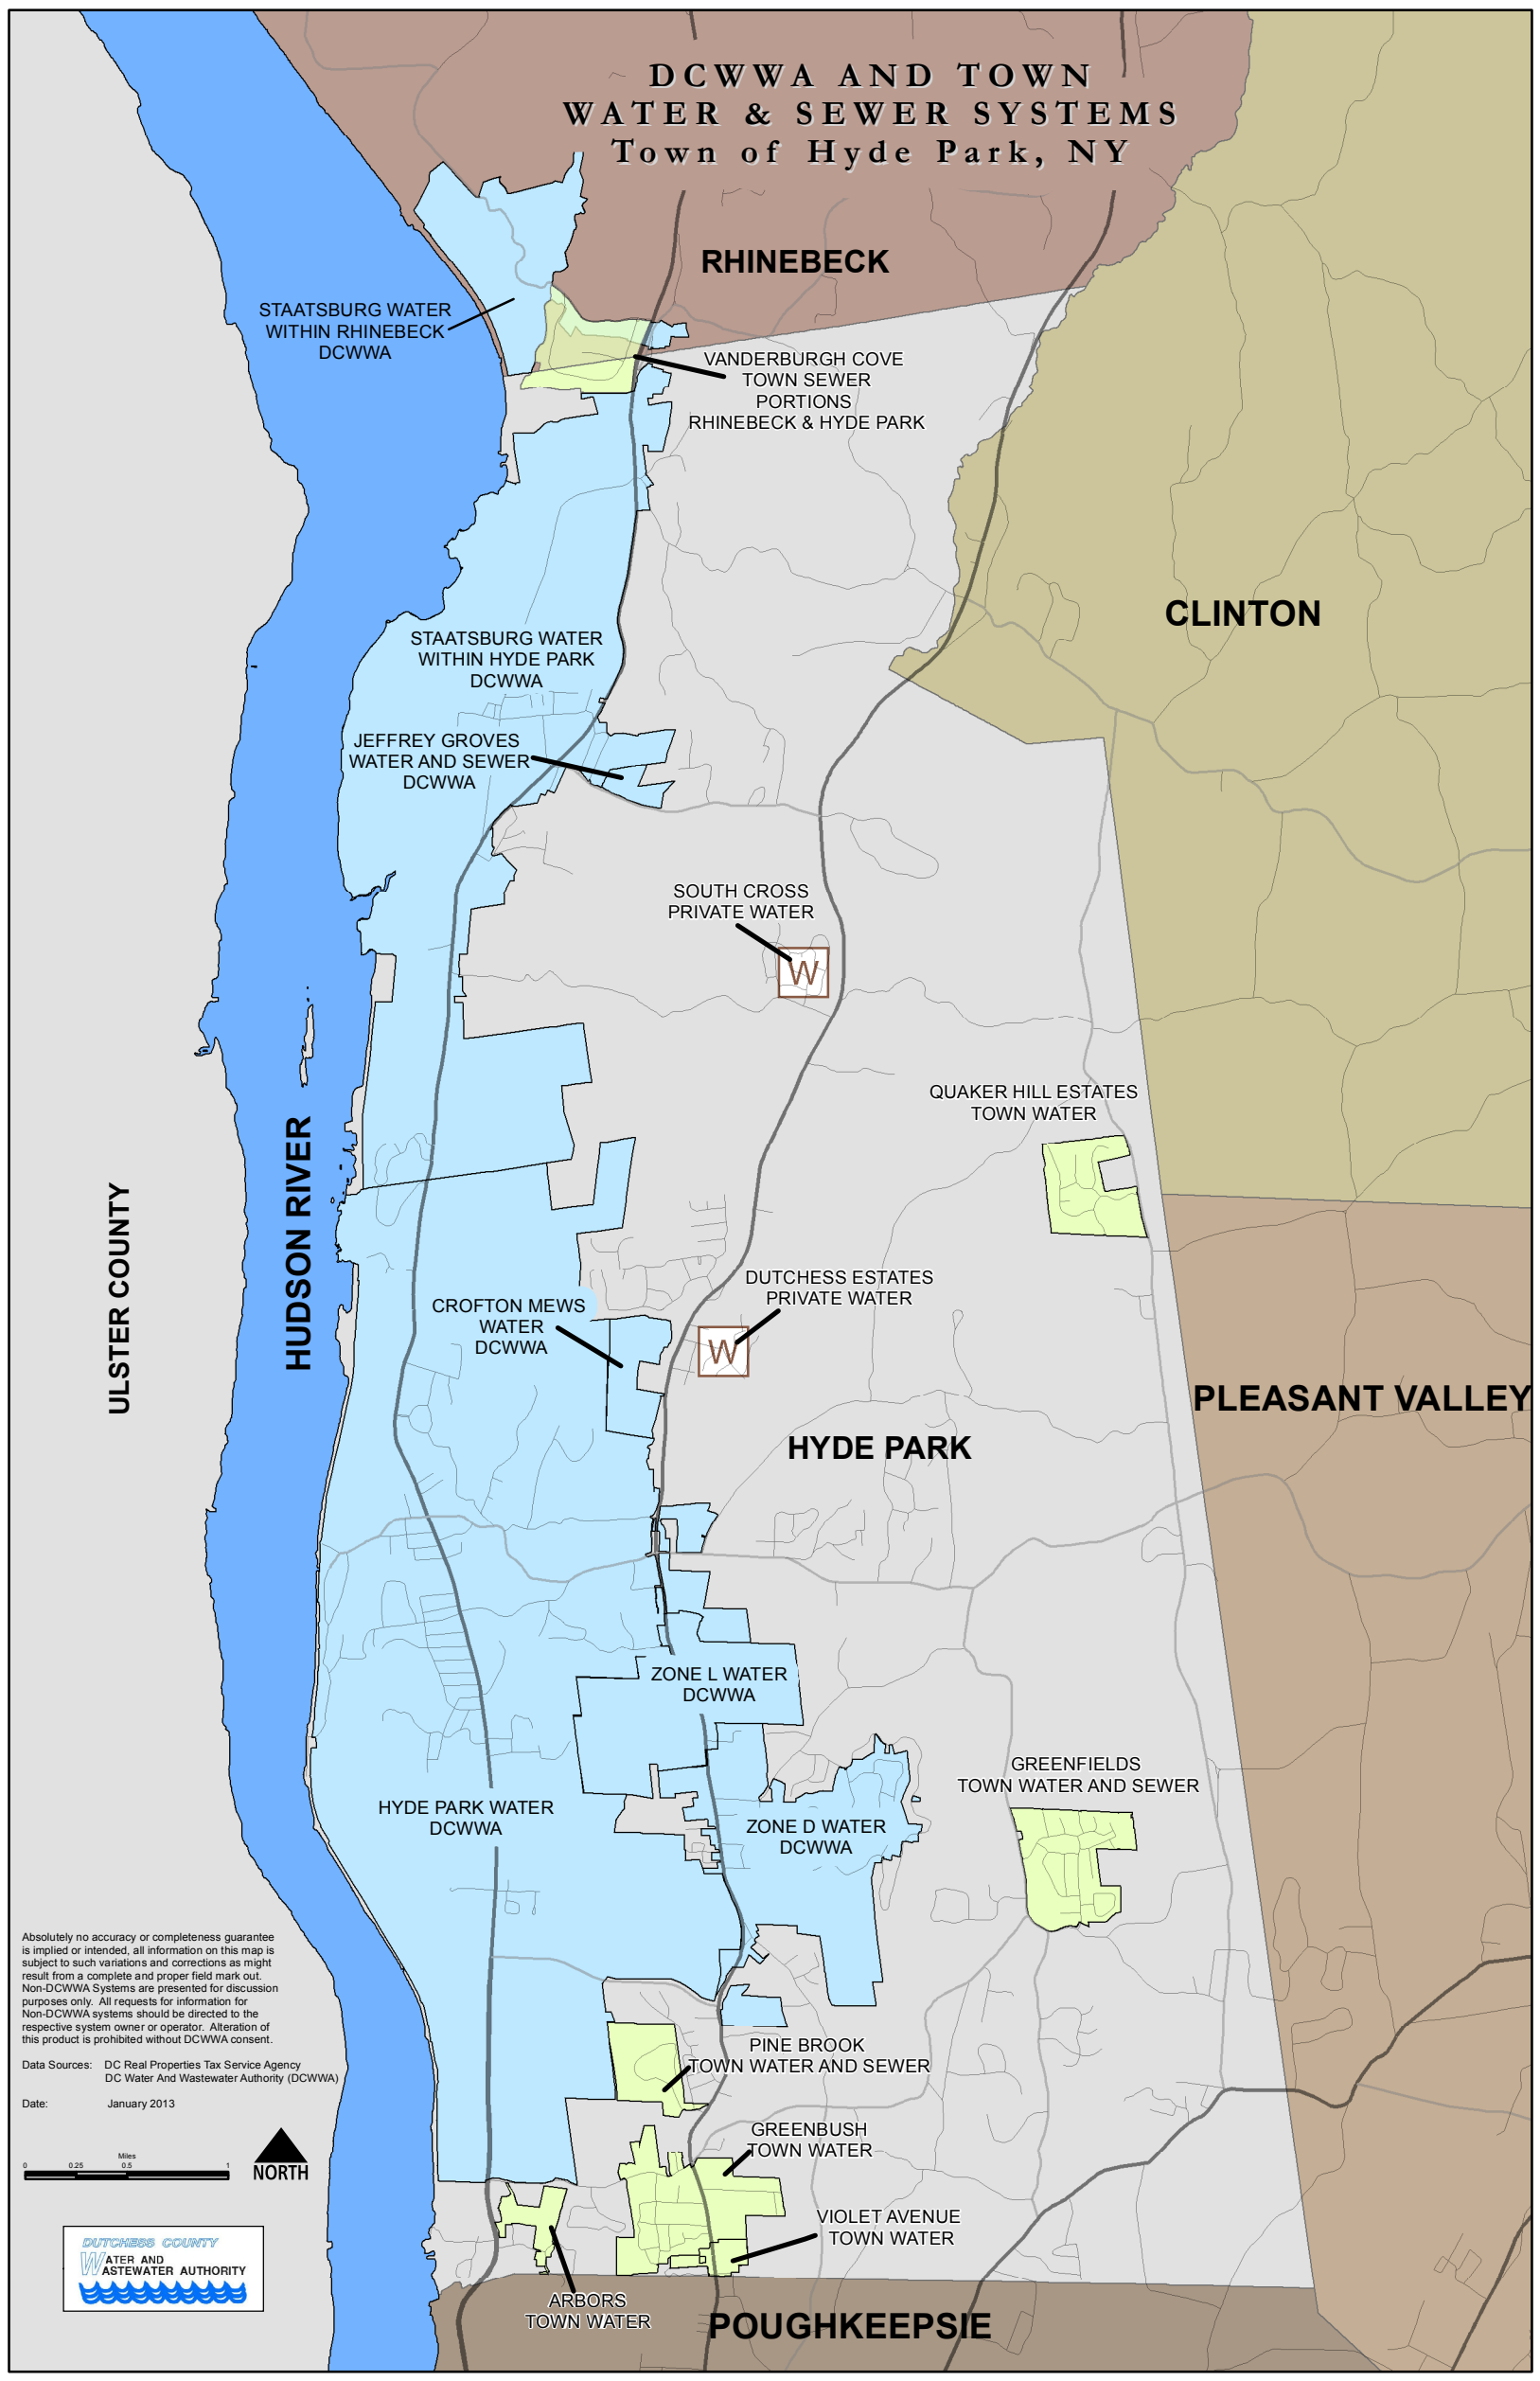 DCWWA AND TOWN
WATER & SEWER SYSTEMS
Town of Hyde Park, NY
RHINEBECK
STAATSBURG WATER
WITHIN RHINEBECK
DCWWA
VANDERBURGH COVE
TOWN SEWER
PORTIONS
RHINEBECK & HYDE PARK
CLINTON
STAATSBURG WATER
WITHIN HYDE PARK
DCWWA
JEFFREY GROVES
WATER AND SEWER
DCWWA
SOUTH CROSS
PRIVATE WATER
W
QUAKER HILL ESTATES
TOWN WATER
ULSTER COUNTY
HUDSON RIVER
DUTCHESS ESTATES
PRIVATE WATER
W
CROFTON MEWS
WATER
DCWWA
PLEASANT VALLEY
HYDE PARK
ZONE L WATER
DCWWA
GREENFIELDS
TOWN WATER AND SEWER
HYDE PARK WATER
DCWWA
ZONE D WATER
DCWWA
Absolutely no accuracy or completeness guarantee
is implied or intended, all information on this map is
subject to such variations and corrections as might
result from a complete and proper field mark out.
Non-DCWWA Systems are presented for discussion
purposes only. All requests for information for
Non-DCWWA systems should be directed to the
respective system owner or operator. Alteration of
this product is prohibited without DCWWA consent.
Data Sources: DC Real Properties Tax Service Agency
DC Water And Wastewater Authority (DCWWA)
Date: January 2013
PINE BROOK
TOWN WATER AND SEWER
GREENBUSH
TOWN WATER
Miles
0 0.25 0.5 1
NORTH
VIOLET AVENUE
TOWN WATER
DUTCHESS COUNTY
WATER AND
WASTEWATER AUTHORITY
ARBORS
TOWN WATER
POUGHKEEPSIE